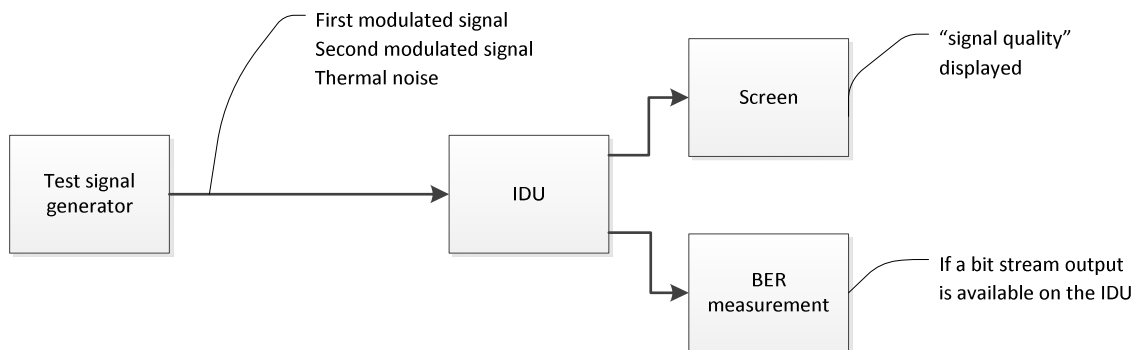 First modulated signal
Second modulated signal
Thermal noise
“signal quality”
displayed
Screen
Test signal
generator
IDU
BER
measurement
If a bit stream output
is available on the IDU